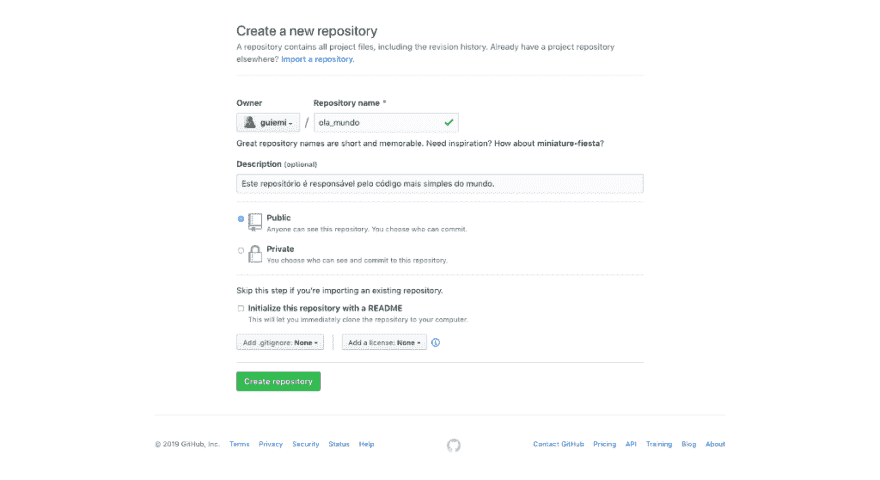 Create a new repository
A repository contains all project files, including the revision history. Already have a project repository
elsewhere? Import a repository.
Owner Repository name *
guiemi / ola_mundo
Great repository names are short and memorable. Need inspiration? How about miniature-fiesta?
Description (optional)
Este repositório é responsável pelo código mais simples do mundo.
Public
Anyone can see this repository. You choose who can commit.
Private
You choose who can see and commit to this repository.
Skip this step if you're importing an existing repository.
Initialize this repository with a README
This will let you immediately clone the repository to your computer.
Add .gitignore: None Add a license: None
Create repository
© 2019 GitHub, Inc. Terms Privacy Security Status Help Contact GitHub Pricing API Training Blog About